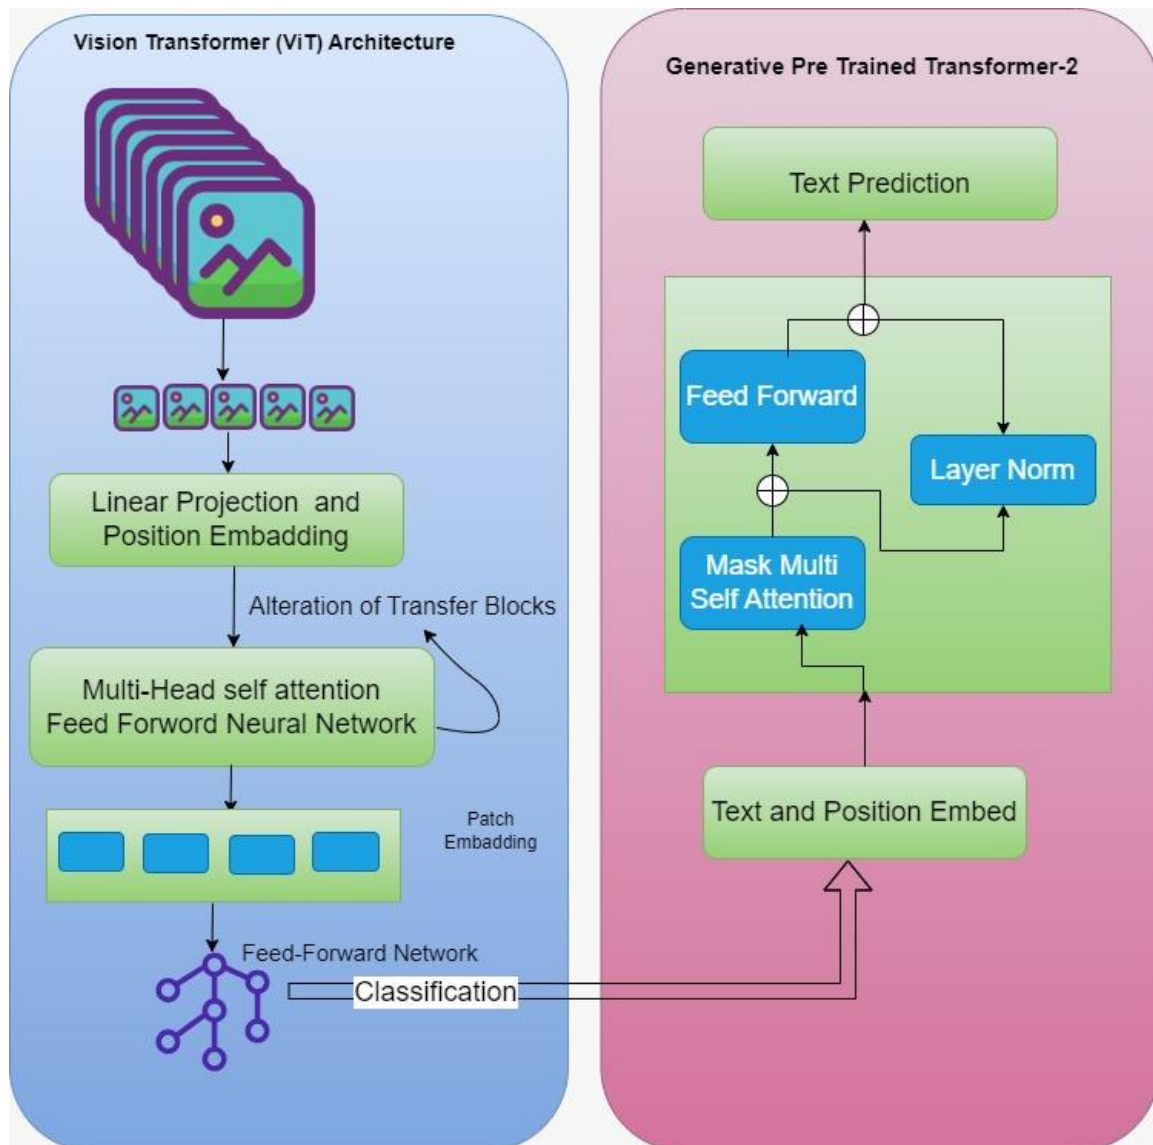 Vision Transformer (ViT) Architecture
Linear Projection and
Position Embadding
Alteration of Transfer Blocks
Multi-Head self attention
Feed Forword Neural Network
Patch
Embadding
Feed-Forward Network
Classification
Generative Pre Trained Transformer-2
Text Prediction
Feed Forward
Layer Norm
Mask Multi
Self Attention
Text and Position Embed